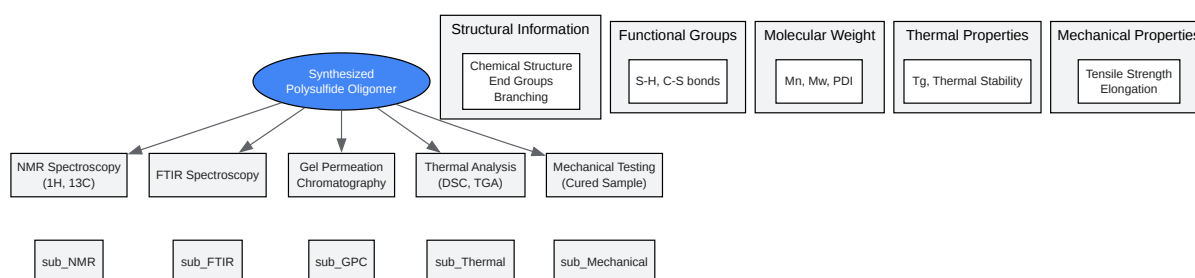 Structural Information
Chemical Structure
End Groups
Branching
Functional Groups
S-H, C-S bonds
Molecular Weight
Mn, Mw, PDI
Thermal Properties
Tg, Thermal Stability
Mechanical Properties
Tensile Strength
Elongation
Synthesized
Polysulfide Oligomer
NMR Spectroscopy
(1H, 13C)
FTIR Spectroscopy
Gel Permeation
Chromatography
Thermal Analysis
(DSC, TGA)
Mechanical Testing
(Cured Sample)
sub_NMR
sub_FTIR
sub_GPC
sub_Thermal
sub_Mechanical